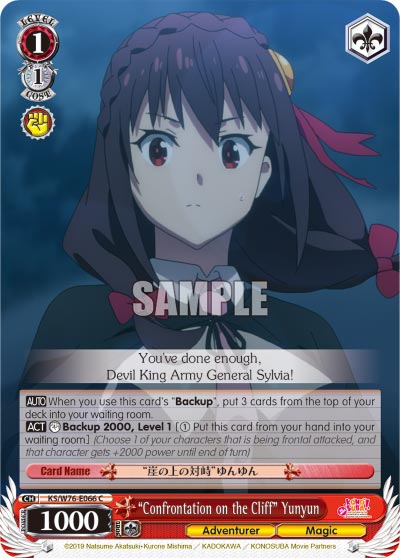 LEVEL
1
1
COST
SAMPLE
You've done enough,
Devil King Army General Sylvia!
AUTO When you use this card's "Backup", put 3 cards from the top of your
deck into your waiting room.
ACT Backup 2000, Level 1 [① Put this card from your hand into your
waiting room] (Choose 1 of your characters that is being frontal attacked, and
that character gets +2000 power until end of turn)
Card Name "崖の上の対峙"ゆんゆん
CH KS/W76-E066 C
POWER 1000 "Confrontation on the Cliff" Yunyun
Adventurer Magic
©2019 Natsume Akatsuki・Kurone Mishima / KADOKAWA / KONOSUBA Movie Partners